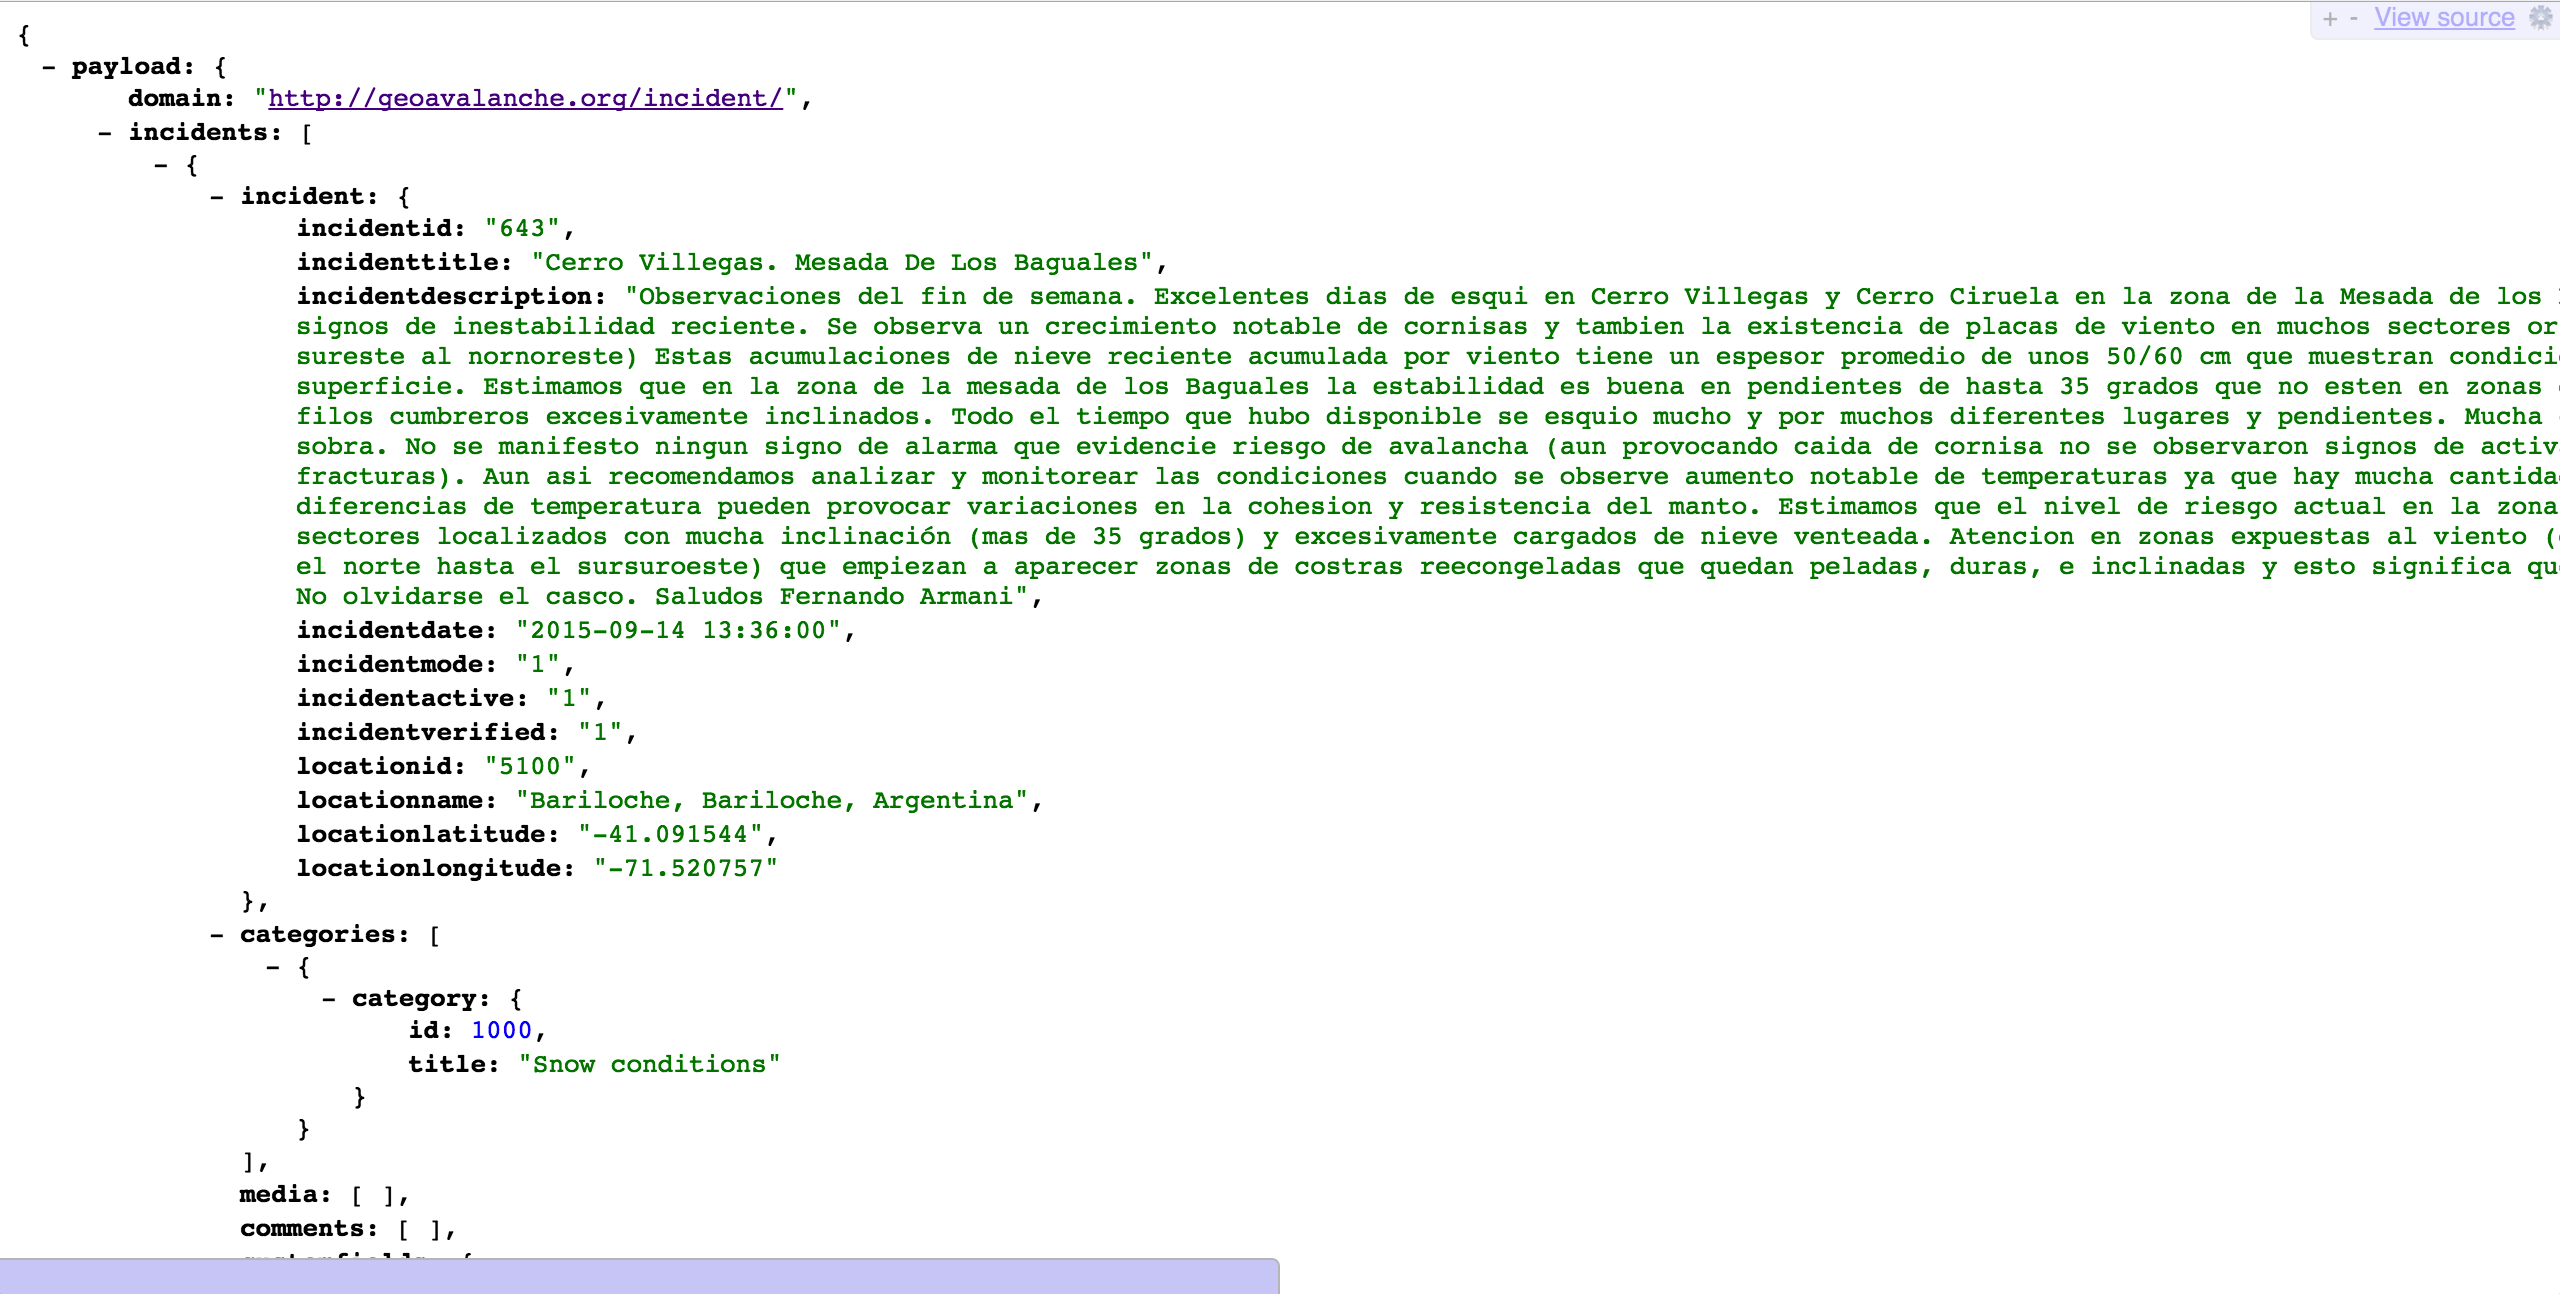 + - View source
{
- payload: {
domain: "http://geoavalanche.org/incident/",
- incidents: [
- {
- incident: {
incidentid: "643",
incidenttitle: "Cerro Villegas. Mesada De Los Baguales",
incidentdescription: "Observaciones del fin de semana. Excelentes dias de esqui en Cerro Villegas y Cerro Ciruela en la zona de la Mesada de los
signos de inestabilidad reciente. Se observa un crecimiento notable de cornisas y tambien la existencia de placas de viento en muchos sectores or
sureste al nornoreste) Estas acumulaciones de nieve reciente acumulada por viento tiene un espesor promedio de unos 50/60 cm que muestran condici
superficie. Estimamos que en la zona de la mesada de los Baguales la estabilidad es buena en pendientes de hasta 35 grados que no esten en zonas
filos cumbreros excesivamente inclinados. Todo el tiempo que hubo disponible se esquio mucho y por muchos diferentes lugares y pendientes. Mucha
sobra. No se manifesto ningun signo de alarma que evidencie riesgo de avalancha (aun provocando caida de cornisa no se observaron signos de activ
fracturas). Aun asi recomendamos analizar y monitorear las condiciones cuando se observe aumento notable de temperaturas ya que hay mucha cantida
diferencias de temperatura pueden provocar variaciones en la cohesion y resistencia del manto. Estimamos que el nivel de riesgo actual en la zona
sectores localizados con mucha inclinación (mas de 35 grados) y excesivamente cargados de nieve venteada. Atencion en zonas expuestas al viento (
el norte hasta el sursuroeste) que empiezan a aparecer zonas de costras reecongeladas que quedan peladas, duras, e inclinadas y esto significa qu
No olvidarse el casco. Saludos Fernando Armani",
incidentdate: "2015-09-14 13:36:00",
incidentmode: "1",
incidentactive: "1",
incidentverified: "1",
locationid: "5100",
locationname: "Bariloche, Bariloche, Argentina",
locationlatitude: "-41.091544",
locationlongitude: "-71.520757"
},
- categories: [
- {
- category: {
id: 1000,
title: "Snow conditions"
}
}
],
media: [ ],
comments: [ ],